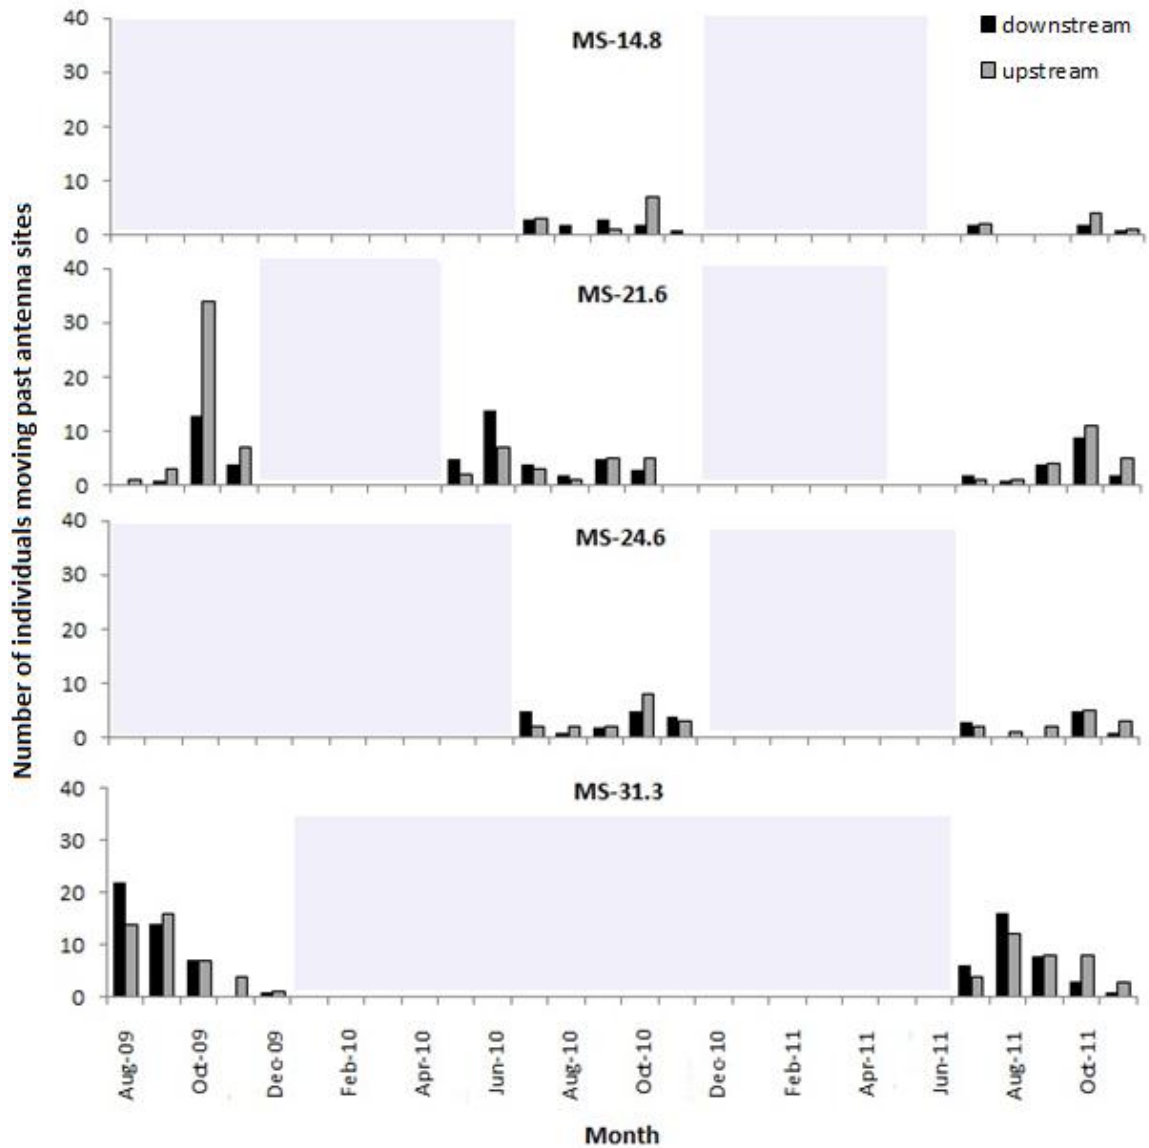 40
30
20
10
0
MS-14.8
downstream
upstream
40
30
20
10
0
MS-21.6
40
30
20
10
0
MS-24.6
40
30
20
10
0
MS-31.3
Number of individuals moving past antenna sites
Aug-09
Oct-09
Dec-09
Feb-10
Apr-10
Jun-10
Aug-10
Oct-10
Dec-10
Feb-11
Apr-11
Jun-11
Aug-11
Oct-11
Month